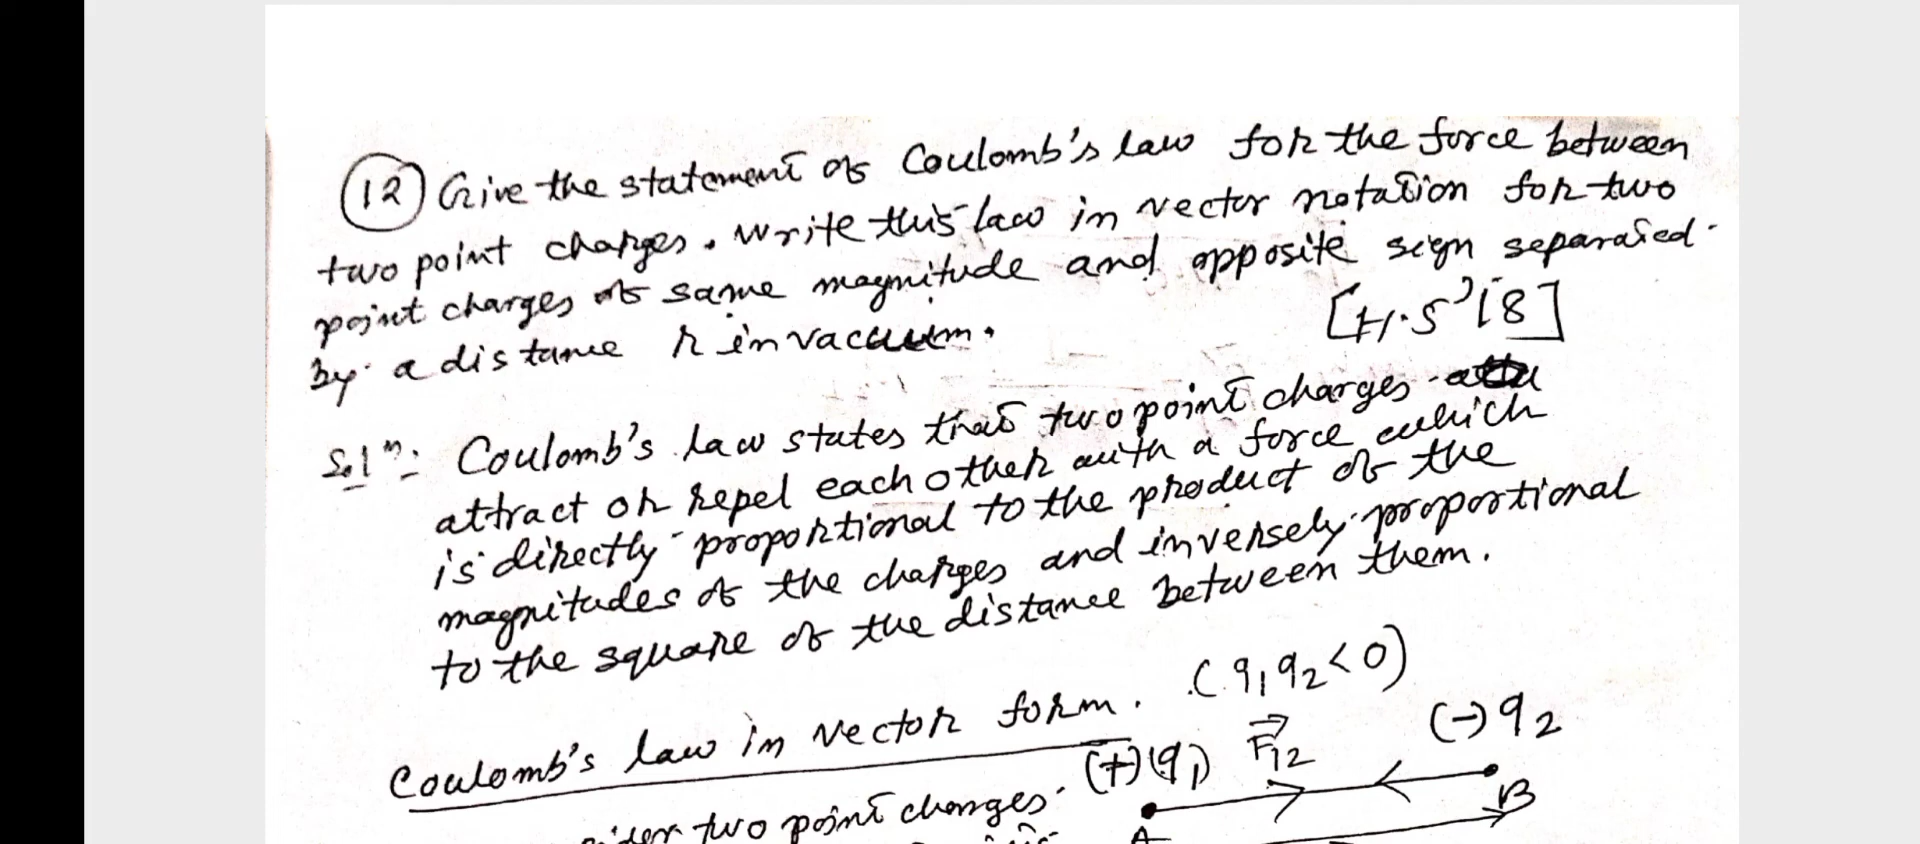 (12) Give the statement of Coulomb's law for the force between
two point charges. Write this law in vector notation for two
point charges of same magnitude and opposite sign separated
by a distance r in vacuum.
[H.S '18]
Solⁿ: Coulomb's law states that two point charges
attract or repel each other with a force which
is directly proportional to the product of the
magnitudes of the charges and inversely proportional
to the square of the distance between them.
Coulomb's law in vector form. (q₁q₂<0)
(+)(q₁) F⃗₁₂ (-)q₂
two point charges
A B